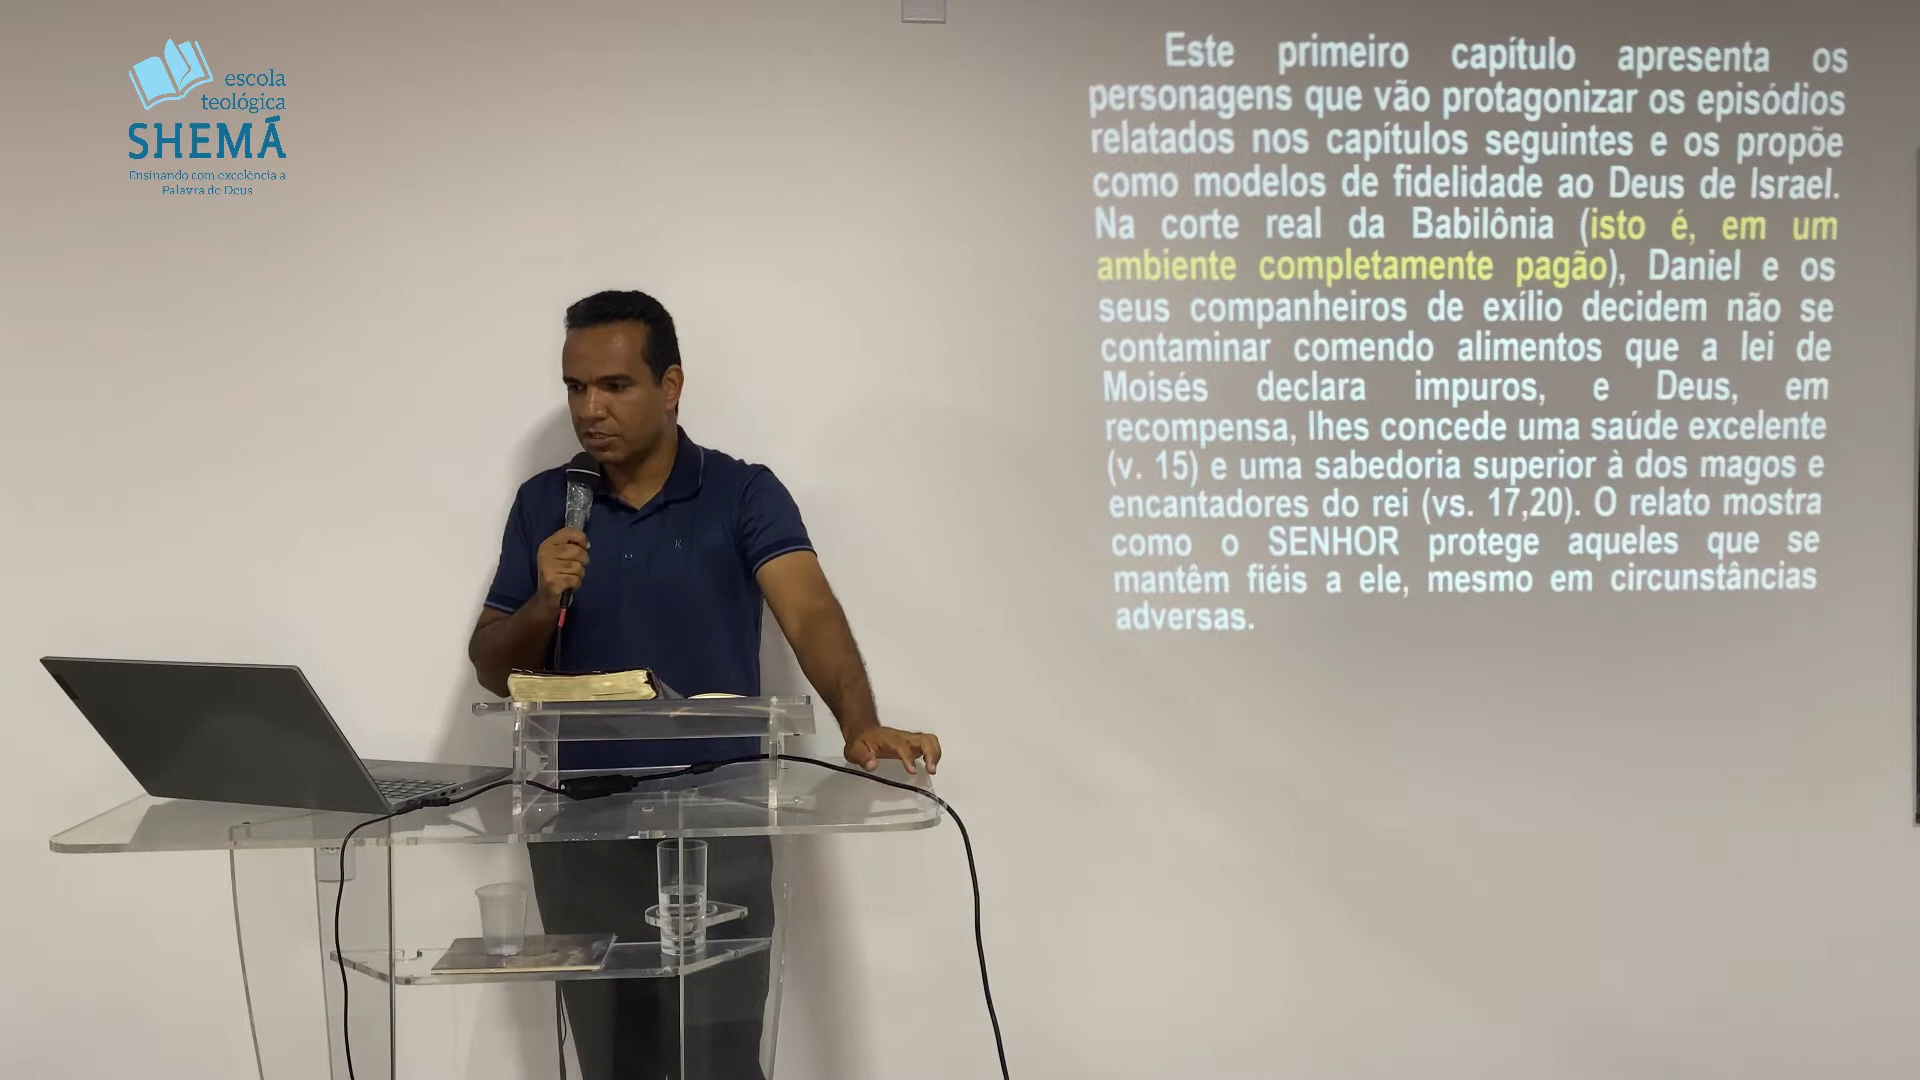 escola
teológica
SHEMÁ
Ensinando com excelência a
Palavra de Deus
Este primeiro capítulo apresenta os
personagens que vão protagonizar os episódios
relatados nos capítulos seguintes e os propõe
como modelos de fidelidade ao Deus de Israel.
Na corte real da Babilônia (isto é, em um
ambiente completamente pagão), Daniel e os
seus companheiros de exílio decidem não se
contaminar comendo alimentos que a lei de
Moisés declara impuros, e Deus, em
recompensa, lhes concede uma saúde excelente
(v. 15) e uma sabedoria superior à dos magos e
encantadores do rei (vs. 17,20). O relato mostra
como o SENHOR protege aqueles que se
mantêm fiéis a ele, mesmo em circunstâncias
adversas.